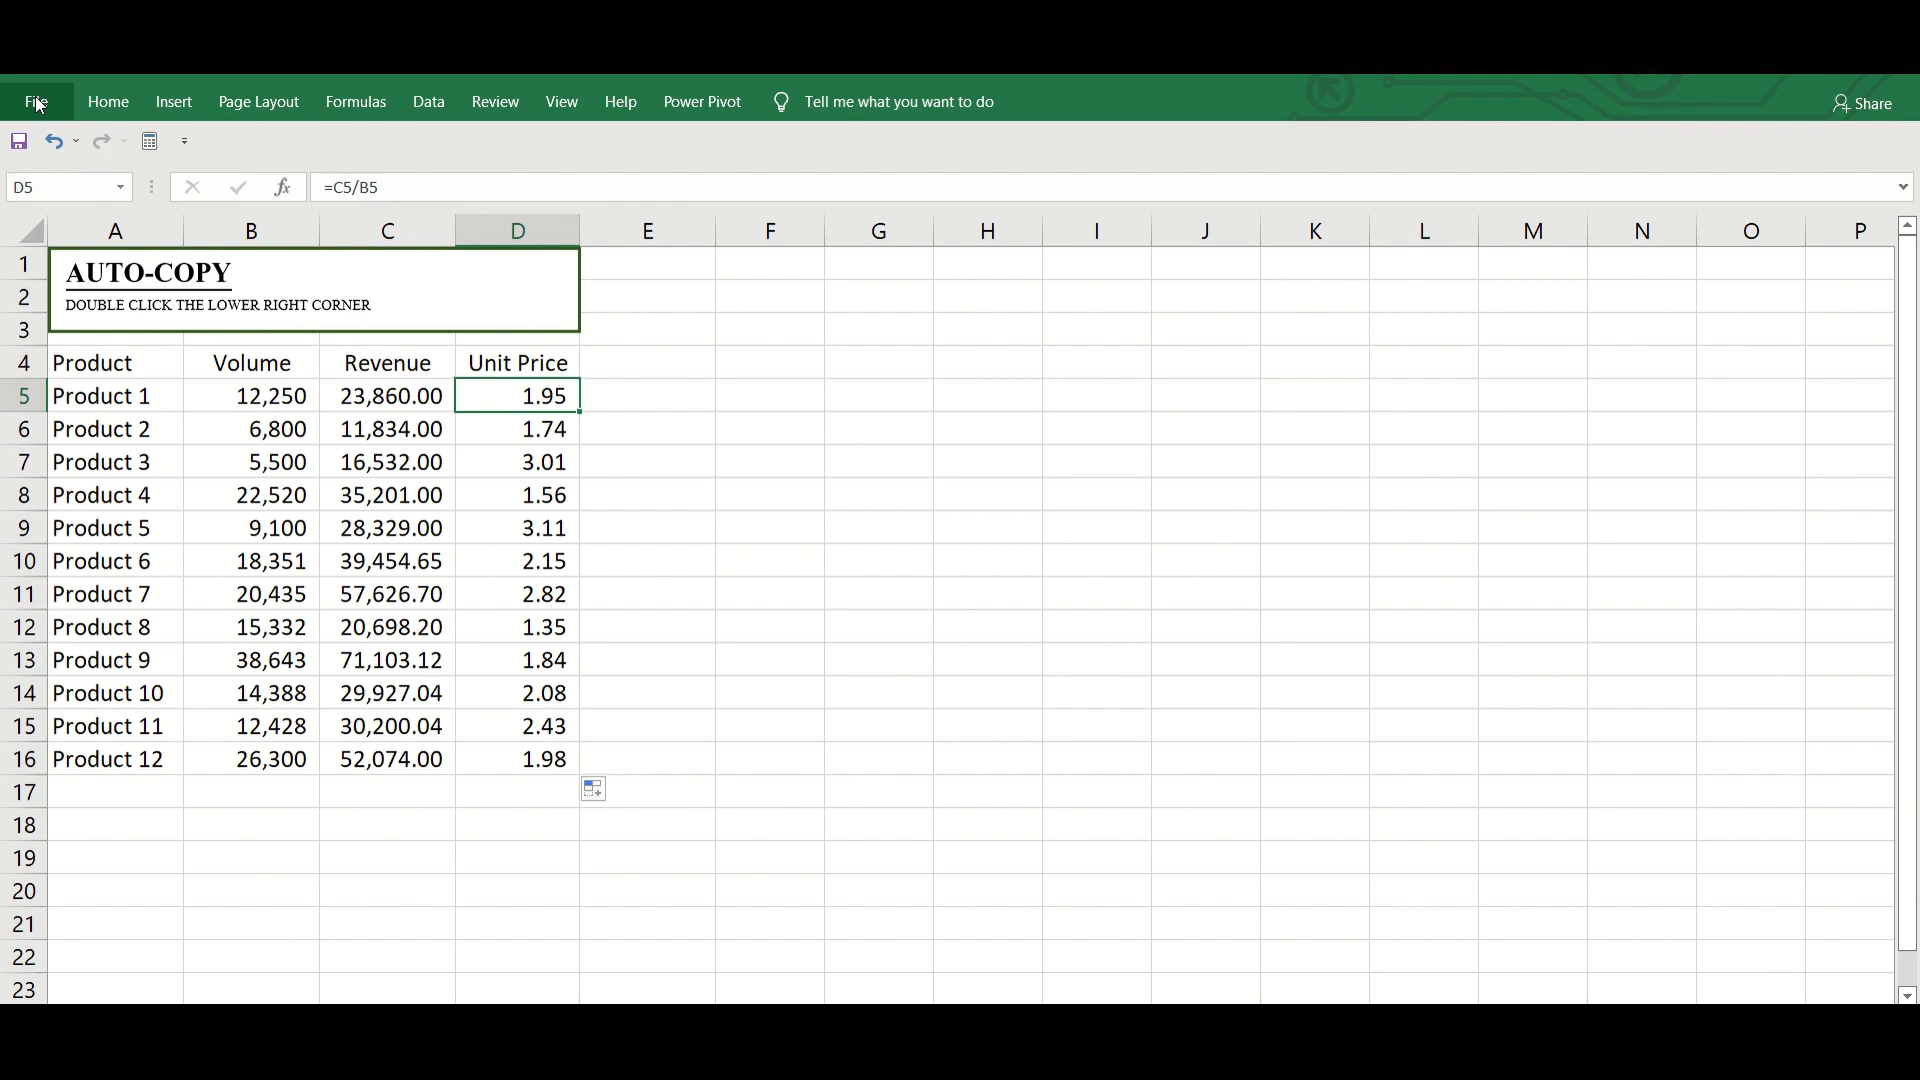 File Home Insert Page Layout Formulas Data Review View Help Power Pivot Tell me what you want to do Share
D5 fx =C5/B5
A B C D E F G H I J K L M N O P
1 AUTO-COPY
2 DOUBLE CLICK THE LOWER RIGHT CORNER
3
4 Product Volume Revenue Unit Price
5 Product 1 12,250 23,860.00 1.95
6 Product 2 6,800 11,834.00 1.74
7 Product 3 5,500 16,532.00 3.01
8 Product 4 22,520 35,201.00 1.56
9 Product 5 9,100 28,329.00 3.11
10 Product 6 18,351 39,454.65 2.15
11 Product 7 20,435 57,626.70 2.82
12 Product 8 15,332 20,698.20 1.35
13 Product 9 38,643 71,103.12 1.84
14 Product 10 14,388 29,927.04 2.08
15 Product 11 12,428 30,200.04 2.43
16 Product 12 26,300 52,074.00 1.98
17
18
19
20
21
22
23